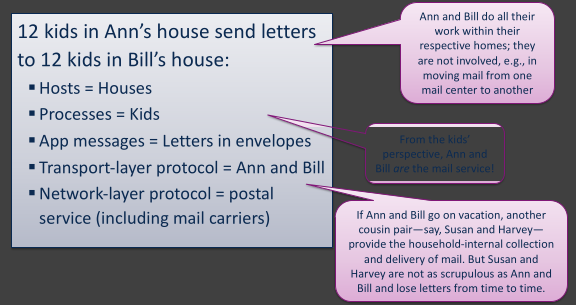 12 kids in Ann’s house send letters
to 12 kids in Bill’s house:
▪ Hosts = Houses
▪ Processes = Kids
▪ App messages = Letters in envelopes
▪ Transport-layer protocol = Ann and Bill
▪ Network-layer protocol = postal
service (including mail carriers)
Ann and Bill do all their
work within their
respective homes; they
are not involved, e.g., in
moving mail from one
mail center to another
From the kids’
perspective, Ann and
Bill are the mail service!
If Ann and Bill go on vacation, another
cousin pair—say, Susan and Harvey—
provide the household-internal collection
and delivery of mail. But Susan and
Harvey are not as scrupulous as Ann and
Bill and lose letters from time to time.